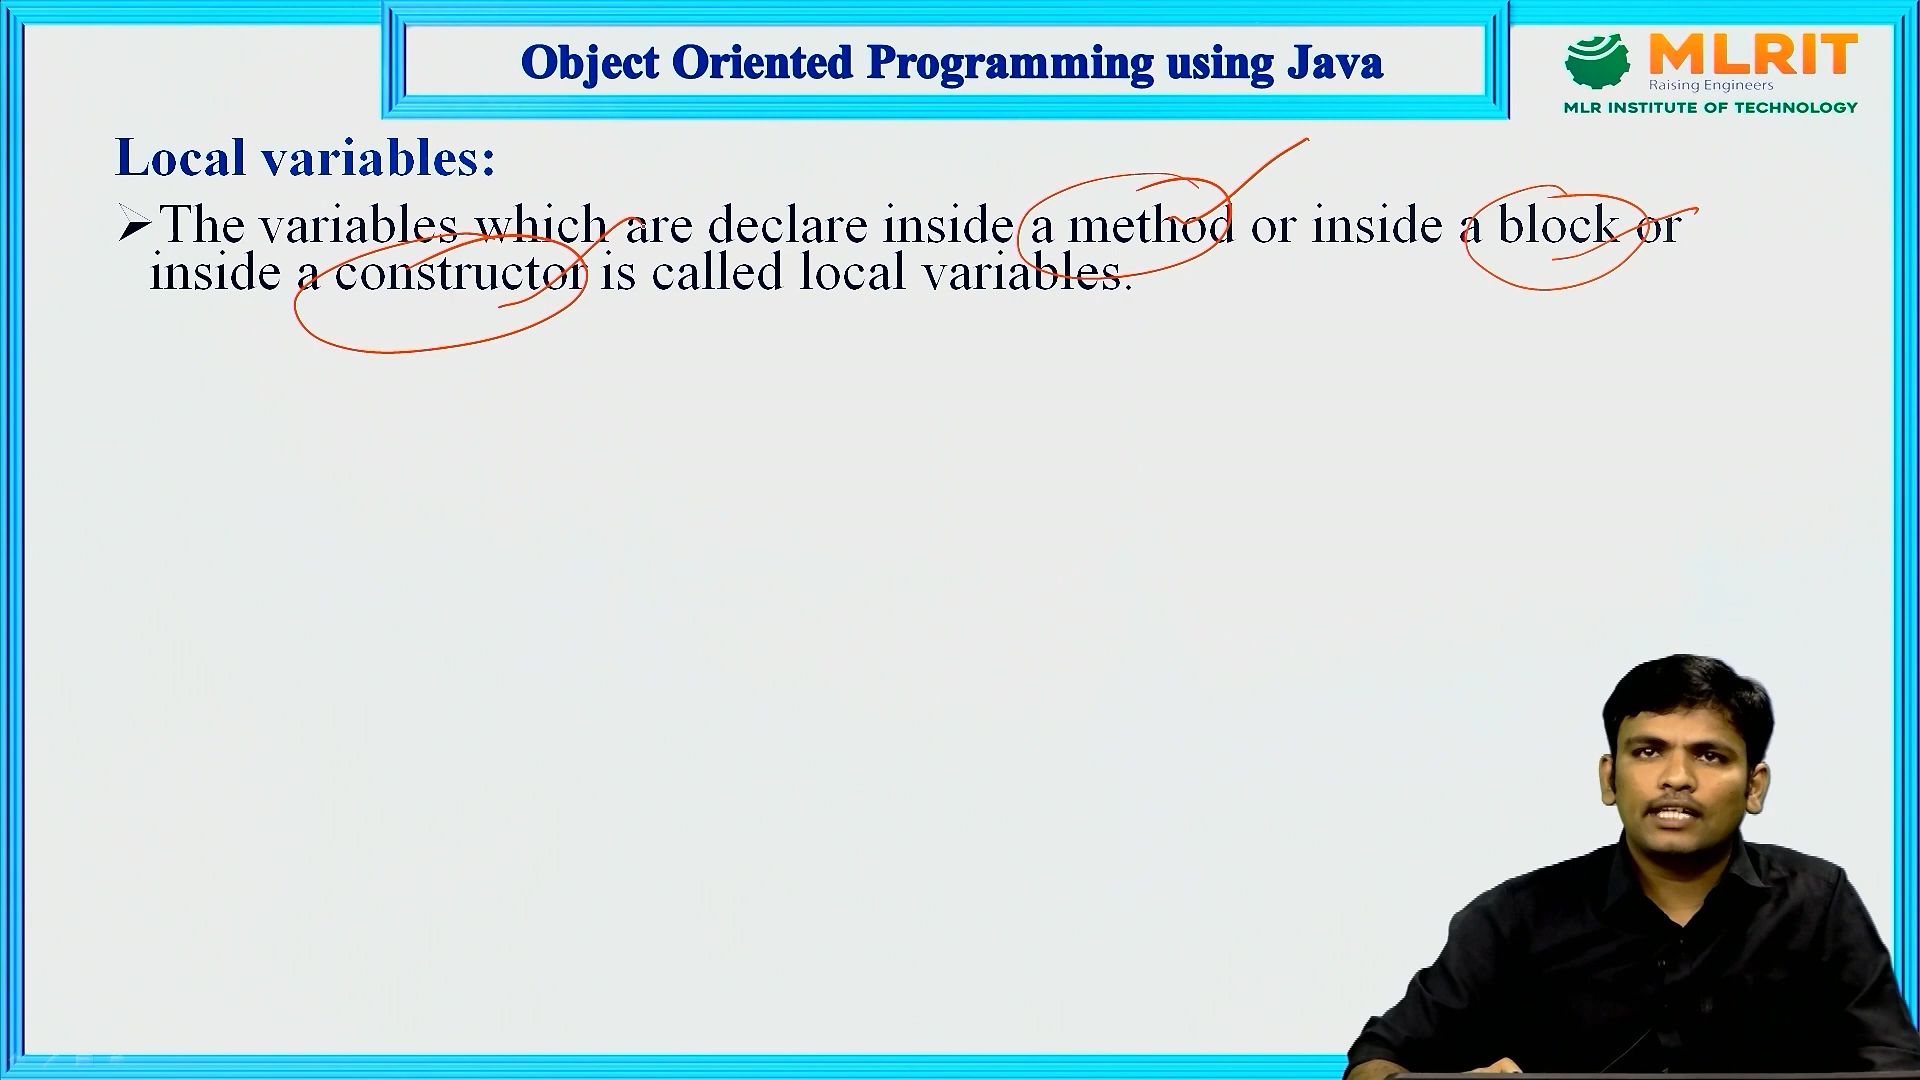 Object Oriented Programming using Java
MLRIT
Raising Engineers
MLR INSTITUTE OF TECHNOLOGY
Local variables:
➢The variables which are declare inside a method or inside a block or
inside a constructor is called local variables.